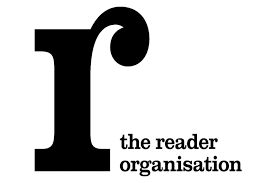 r
the reader
organisation